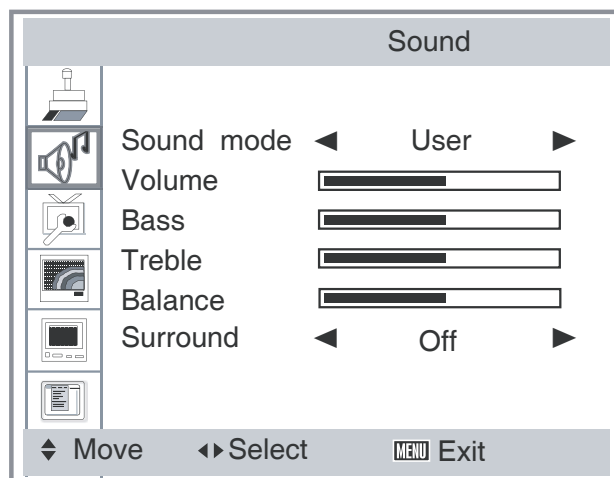 Sound
Sound mode ◀ User ▶
Volume
Bass
Treble
Balance
Surround ◀ Off ▶
Move Select MENU Exit